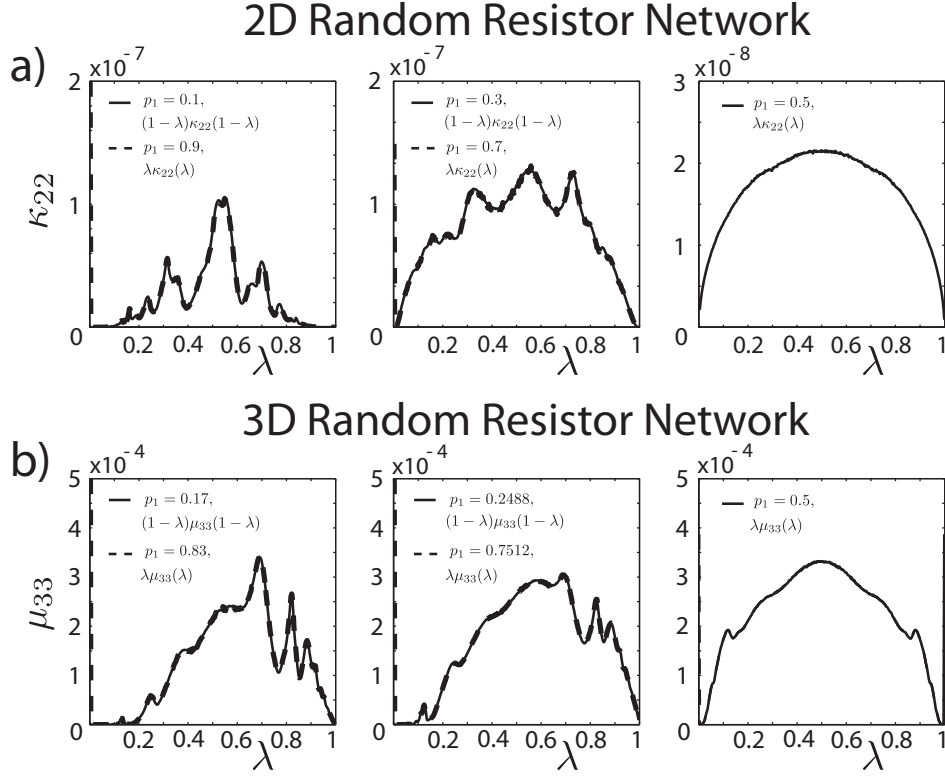 2D Random Resistor Network
a)
x10⁻⁷ x10⁻⁷ x10⁻⁸
κ₂₂
2
1
0
p₁ = 0.1,
(1−λ)κ₂₂(1−λ)
p₁ = 0.9,
λκ₂₂(λ)
0.2 0.4 0.6 0.8 1
λ
2
1
0
p₁ = 0.3,
(1−λ)κ₂₂(1−λ)
p₁ = 0.7,
λκ₂₂(λ)
0.2 0.4 0.6 0.8 1
λ
3
2
1
0
p₁ = 0.5,
λκ₂₂(λ)
0.2 0.4 0.6 0.8 1
λ
3D Random Resistor Network
b)
x10⁻⁴ x10⁻⁴ x10⁻⁴
μ₃₃
5
4
3
2
1
0
p₁ = 0.17,
(1−λ)μ₃₃(1−λ)
p₁ = 0.83,
λμ₃₃(λ)
0.2 0.4 0.6 0.8 1
λ
5
4
3
2
1
0
p₁ = 0.2488,
(1−λ)μ₃₃(1−λ)
p₁ = 0.7512,
λμ₃₃(λ)
0.2 0.4 0.6 0.8 1
λ
5
4
3
2
1
0
p₁ = 0.5,
λμ₃₃(λ)
0.2 0.4 0.6 0.8 1
λ